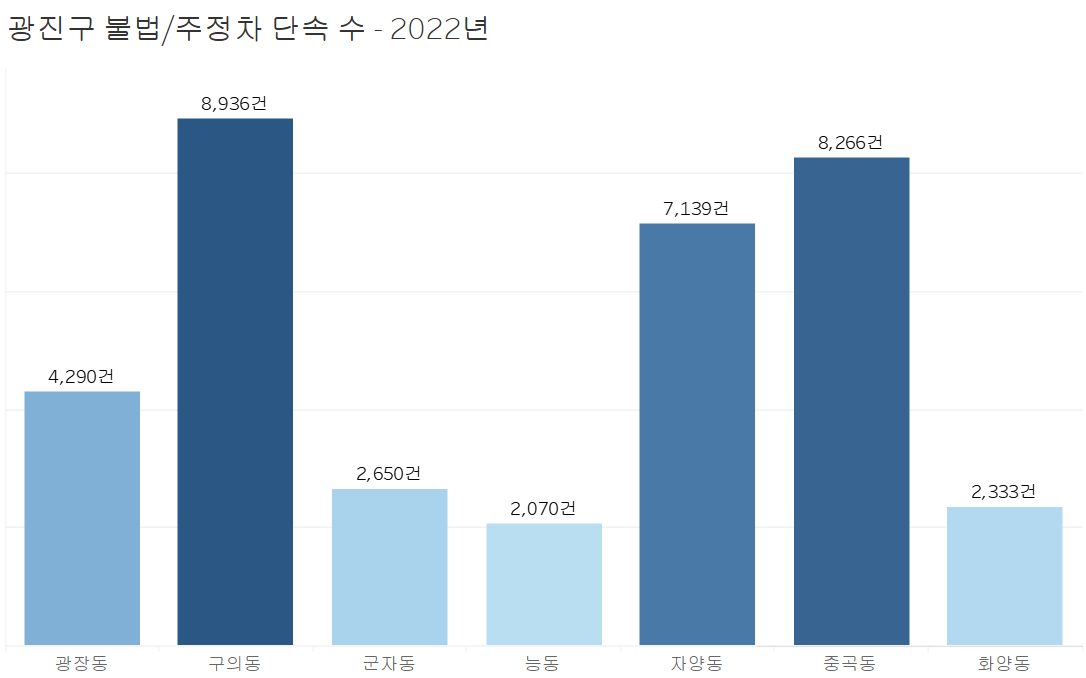 광진구 불법/주정차 단속 수 - 2022년
8,936건
8,266건
7,139건
4,290건
2,650건
2,333건
2,070건
광장동 구의동 군자동 능동 자양동 중곡동 화양동